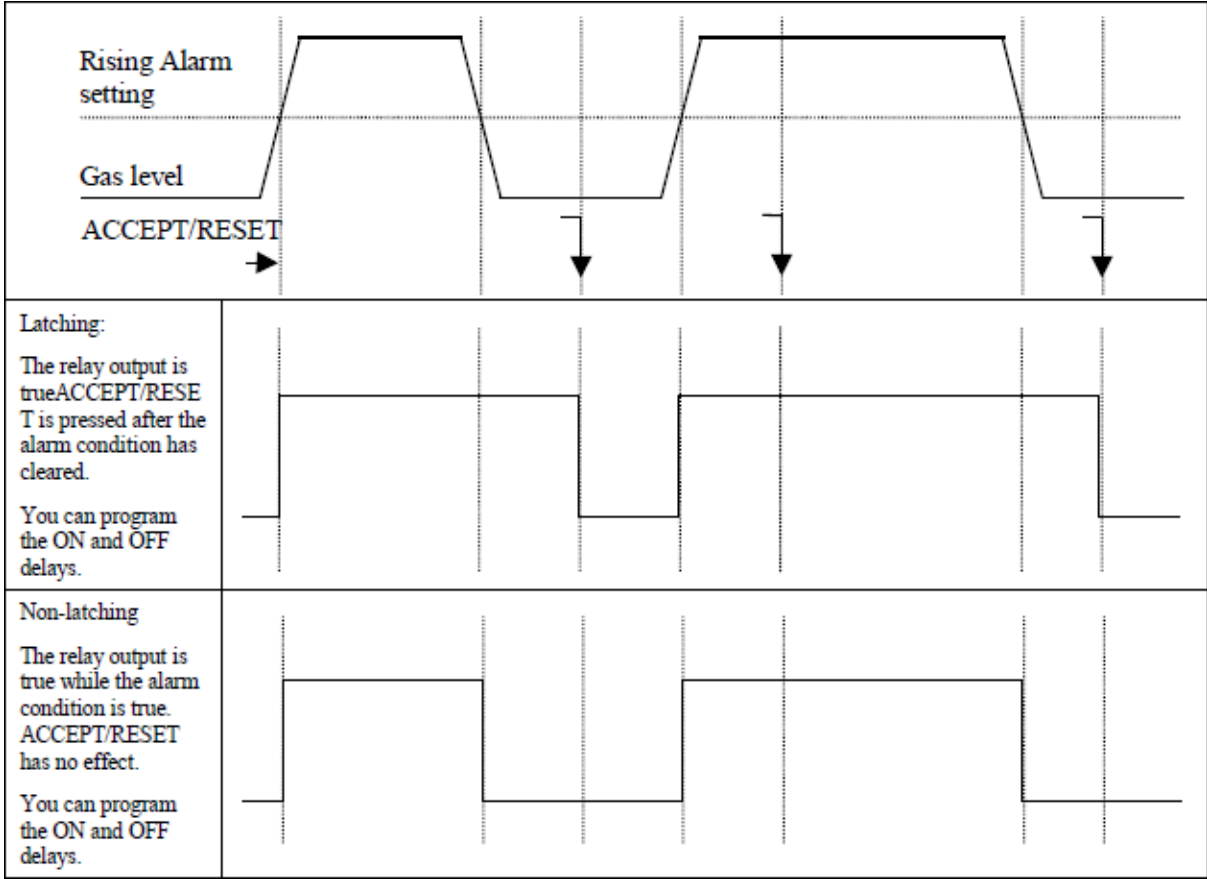 Rising Alarm
setting
Gas level
ACCEPT/RESET
Latching:
The relay output is
trueACCEPT/RESE
T is pressed after the
alarm condition has
cleared.
You can program
the ON and OFF
delays.
Non-latching
The relay output is
true while the alarm
condition is true.
ACCEPT/RESET
has no effect.
You can program
the ON and OFF
delays.